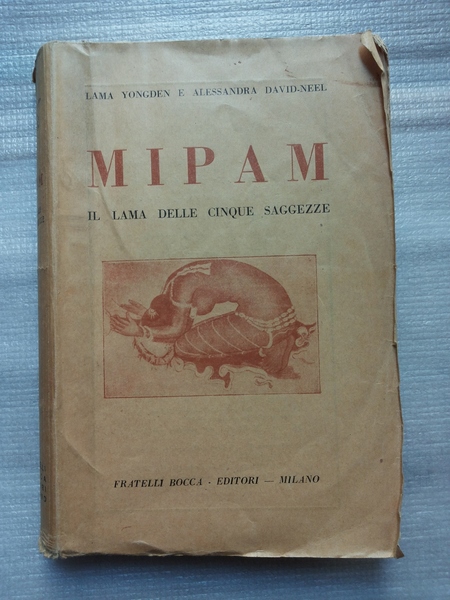 LAMA YONGDEN E ALESSANDRA DAVID-NEEL
MIPAM
IL LAMA DELLE CINQUE SAGGEZZE
FRATELLI BOCCA - EDITORI — MILANO